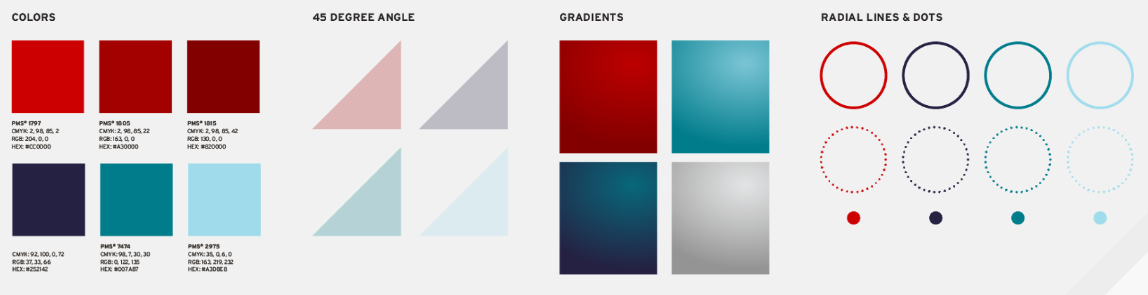 COLORS
PMS® 1797
CMYK: 2, 98, 85, 2
RGB: 204, 0, 0
HEX: #CC0000
PMS® 1805
CMYK: 2, 98, 85, 22
RGB: 163, 0, 0
HEX: #A30000
PMS® 1815
CMYK: 2, 98, 85, 42
RGB: 130, 0, 0
HEX: #820000
CMYK: 92, 100, 0, 72
RGB: 37, 33, 66
HEX: #252142
PMS® 7474
CMYK: 98, 7, 30, 30
RGB: 0, 122, 135
HEX: #007A87
PMS® 2975
CMYK: 35, 0, 6, 0
RGB: 163, 219, 232
HEX: #A3DBE8
45 DEGREE ANGLE
GRADIENTS
RADIAL LINES & DOTS